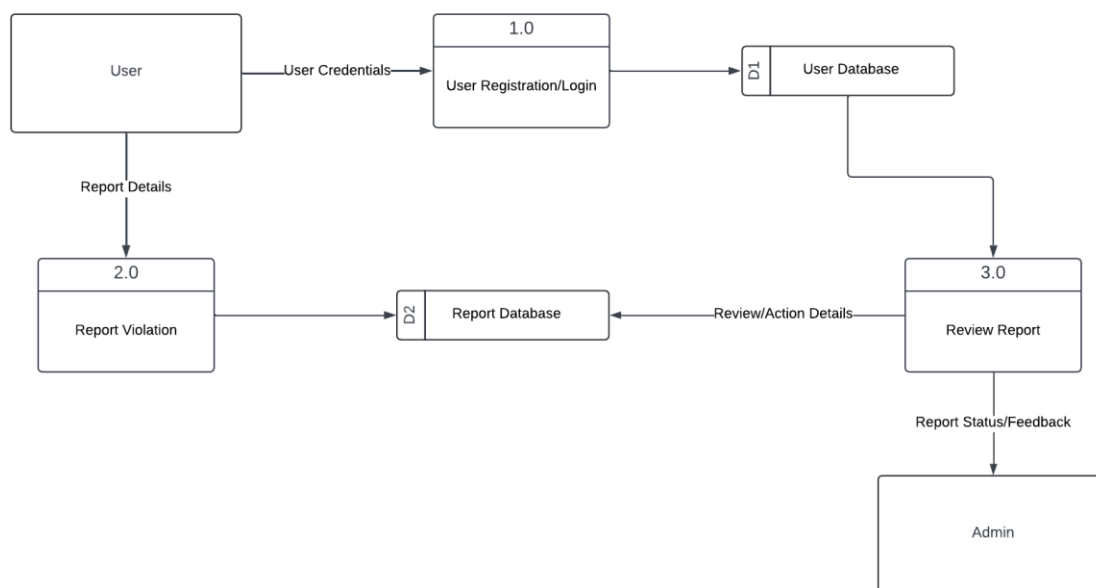 1.0
User
User Credentials
User Registration/Login
D1
User Database
Report Details
2.0
3.0
Report Violation
D2
Report Database
Review/Action Details
Review Report
Report Status/Feedback
Admin